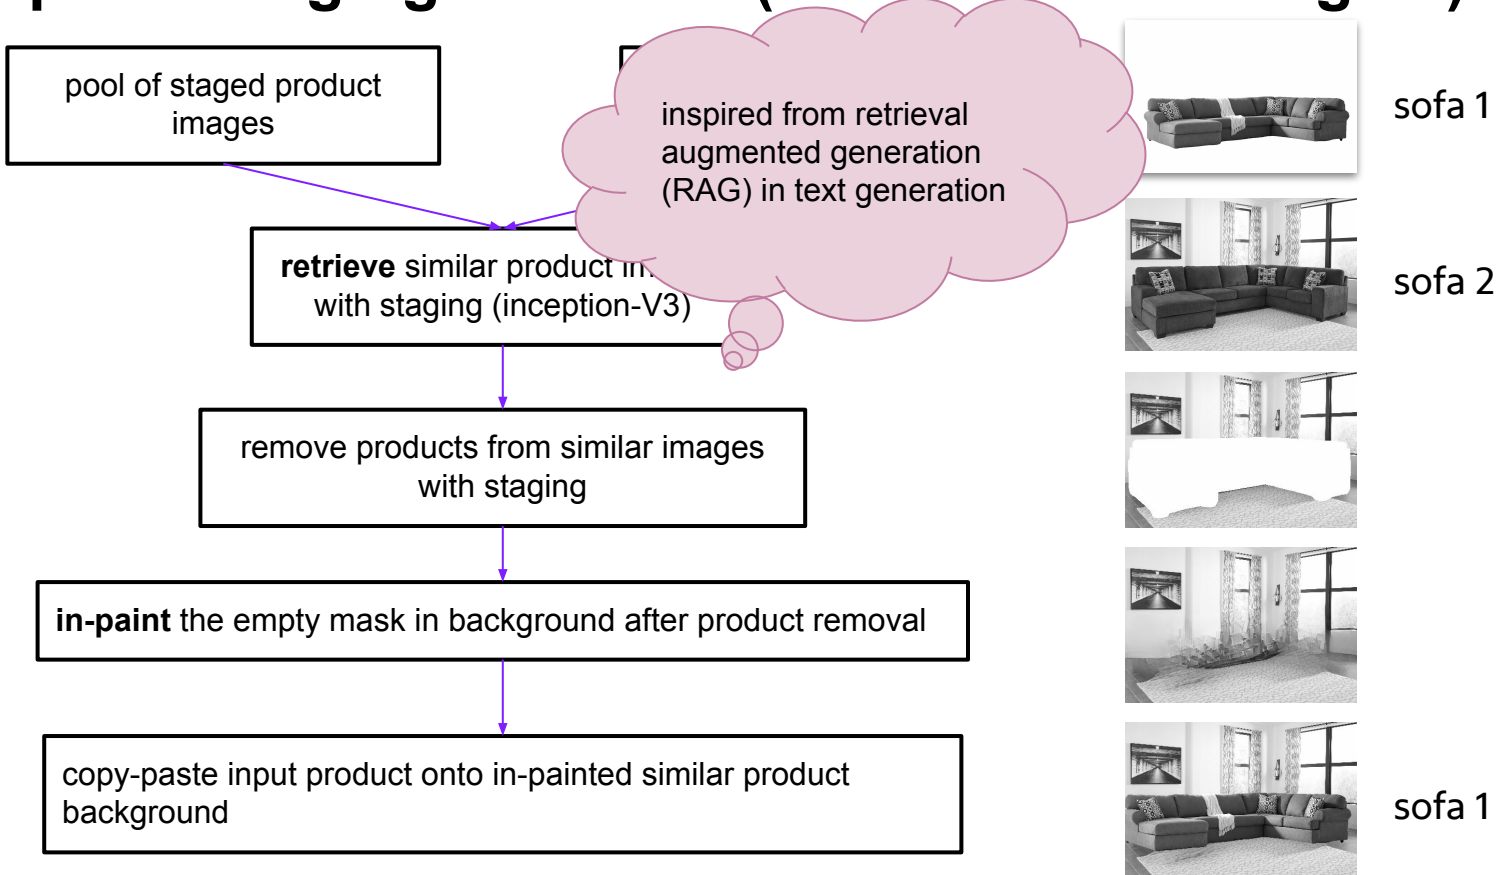 pool of staged product
images
inspired from retrieval
augmented generation
(RAG) in text generation
sofa 1
retrieve similar product
with staging (inception-V3)
sofa 2
remove products from similar images
with staging
in-paint the empty mask in background after product removal
copy-paste input product onto in-painted similar product
background
sofa 1